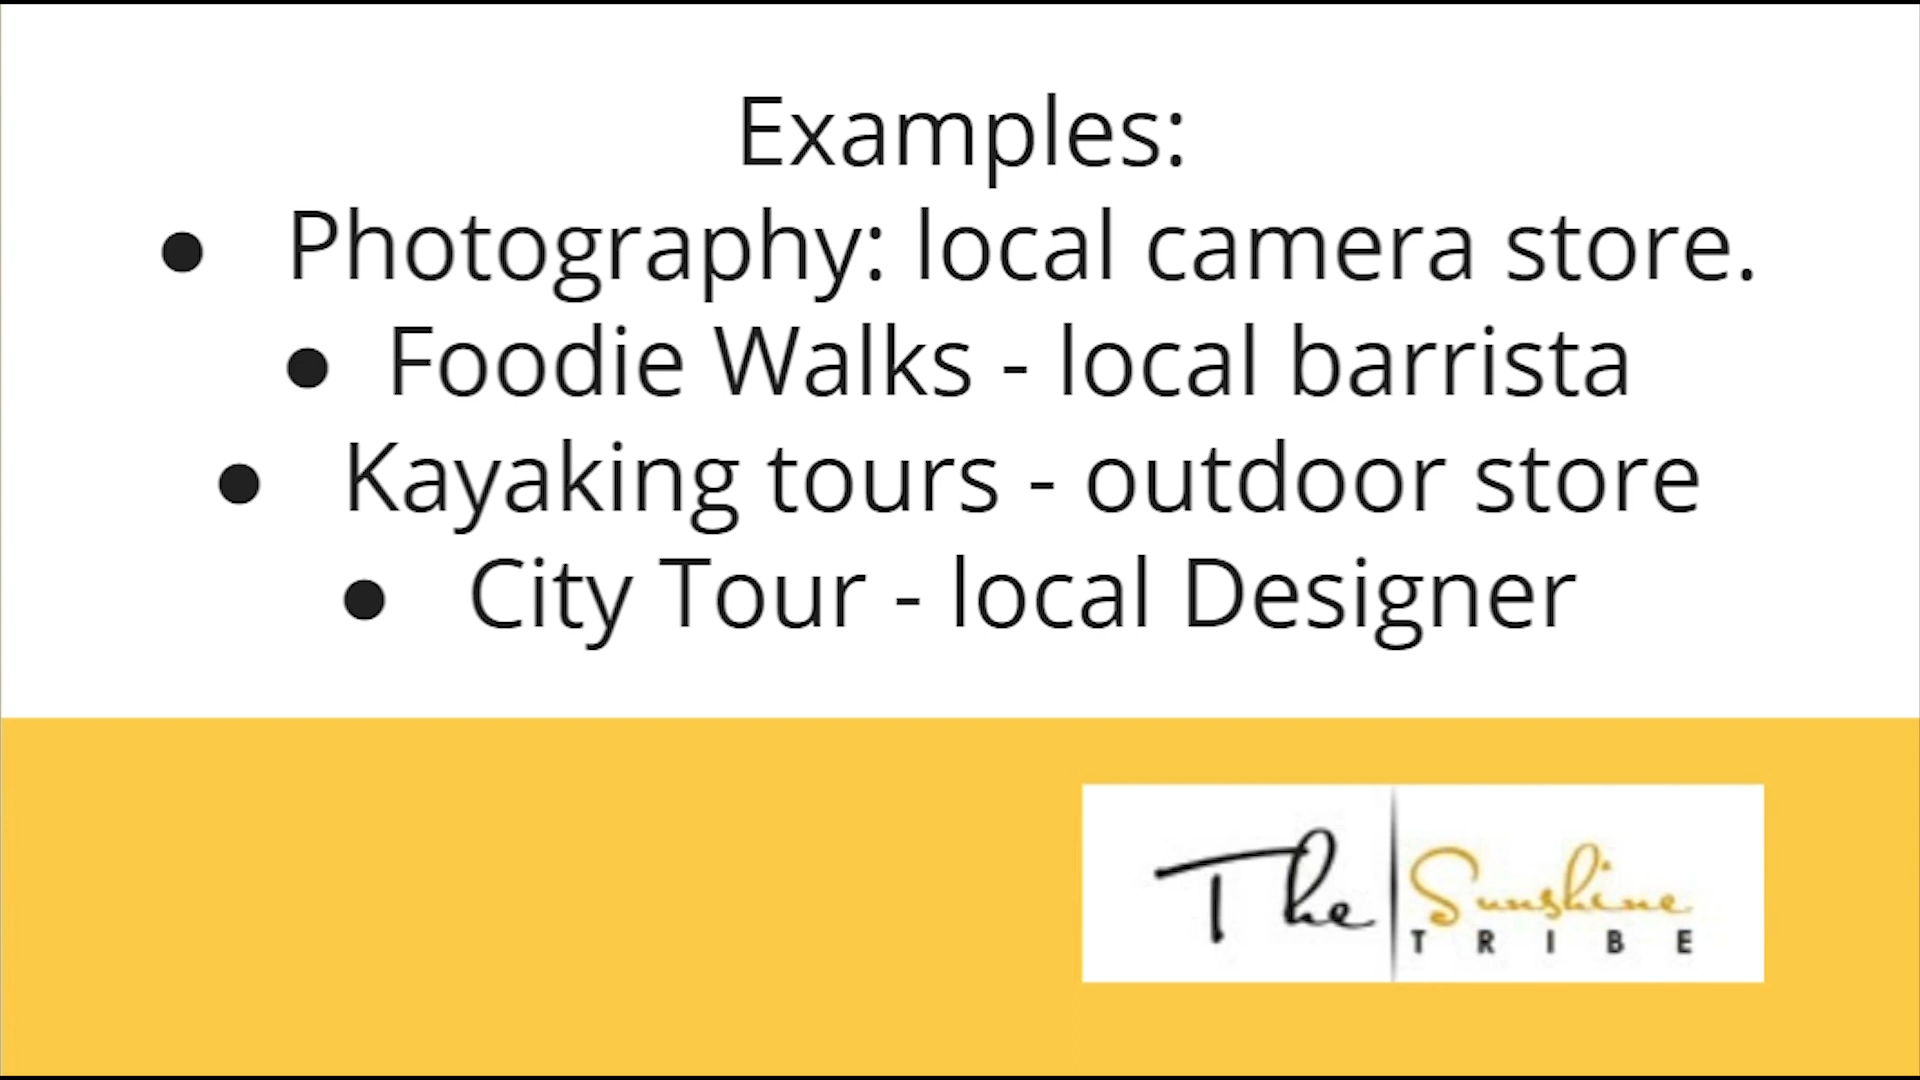 Examples:
● Photography: local camera store.
● Foodie Walks - local barrista
● Kayaking tours - outdoor store
● City Tour - local Designer
The Sunshine
TRIBE